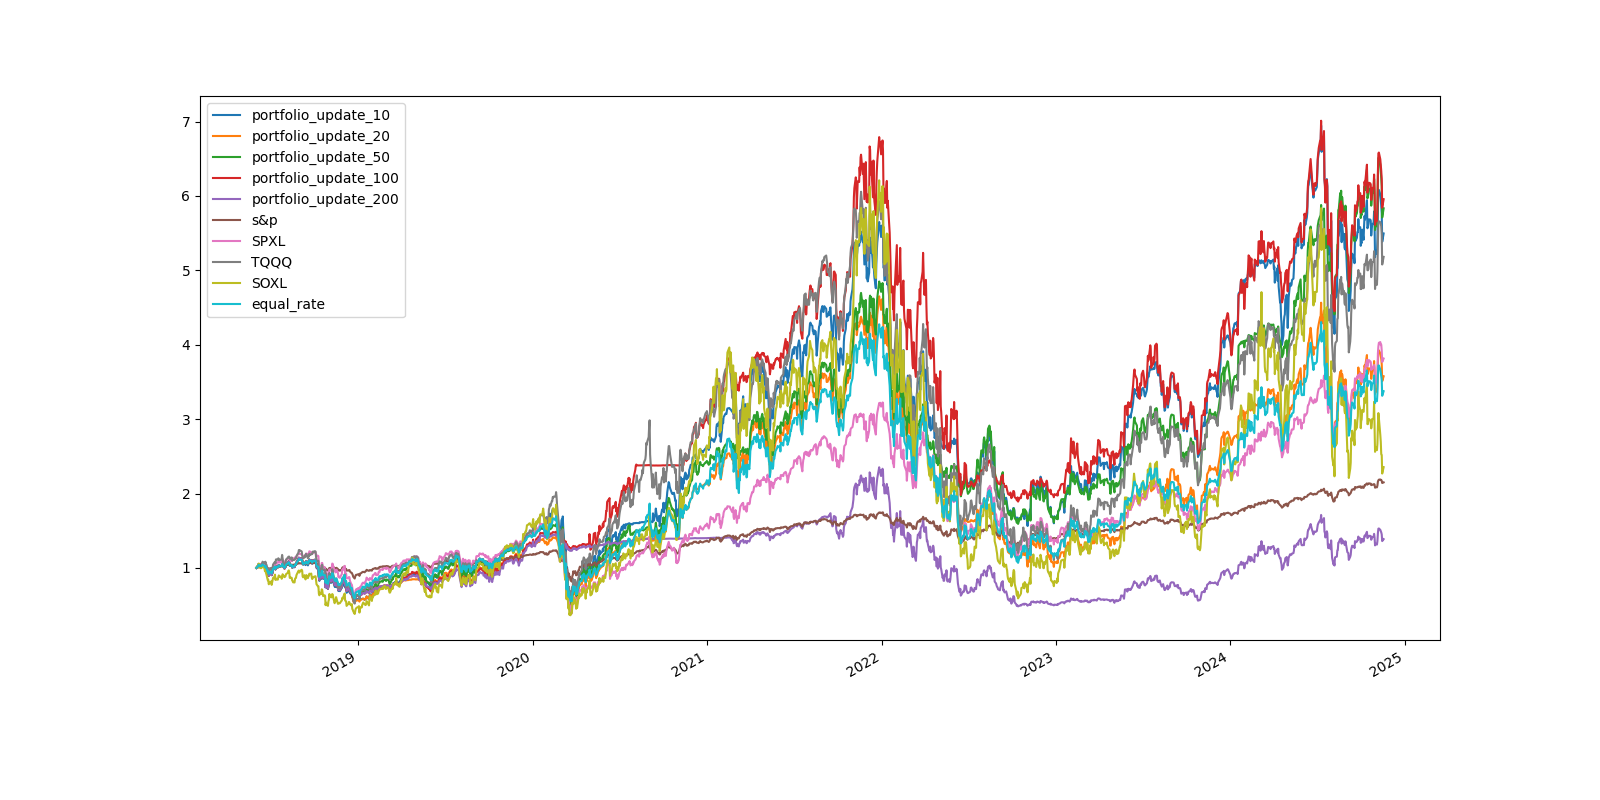 portfolio_update_10
portfolio_update_20
portfolio_update_50
portfolio_update_100
portfolio_update_200
s&p
SPXL
TQQQ
SOXL
equal_rate
7
6
5
4
3
2
1
2019
2020
2021
2022
2023
2024
2025